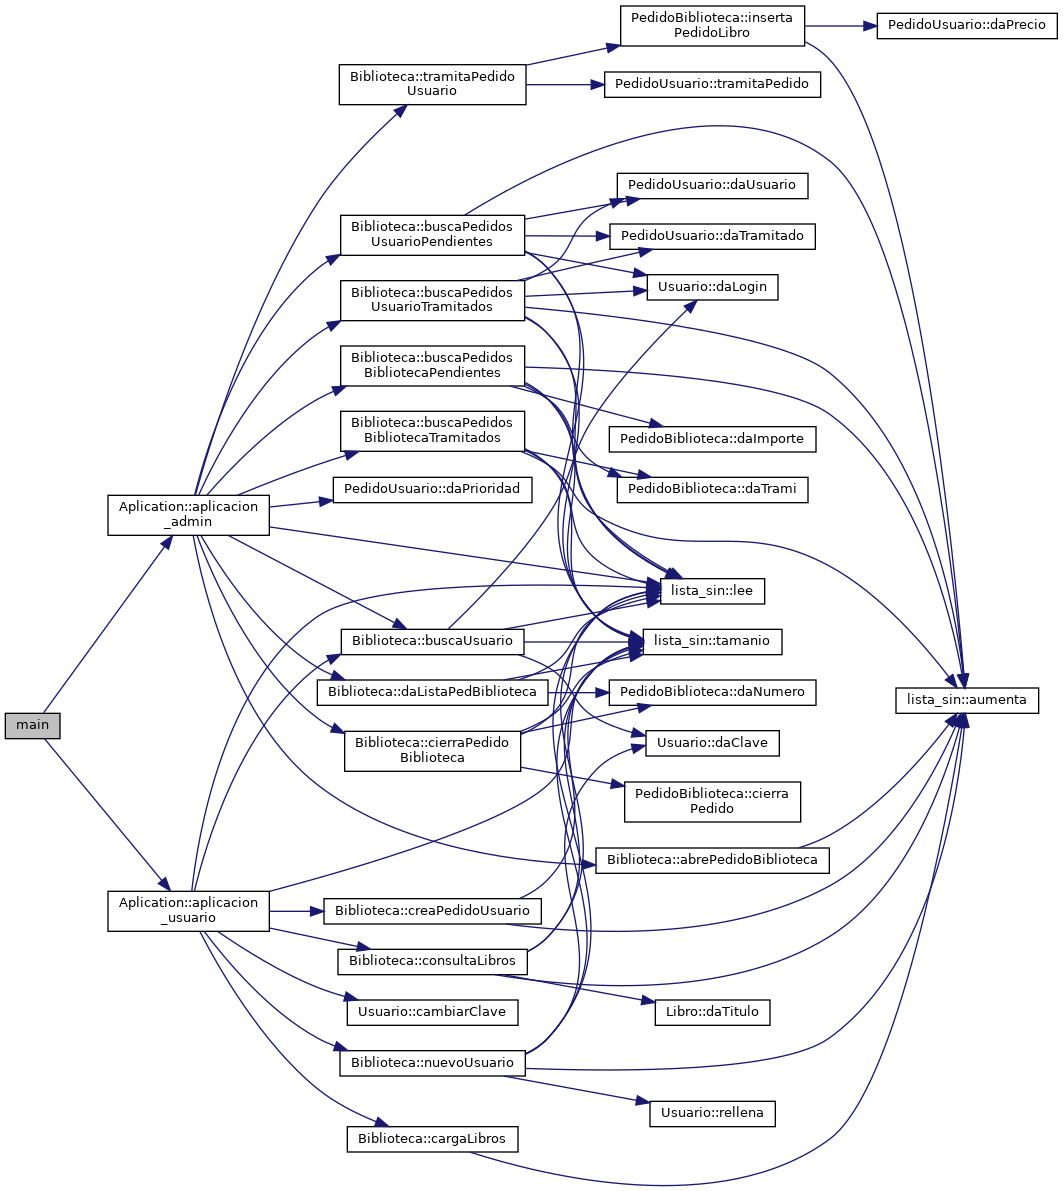 PedidoBiblioteca::inserta
PedidoLibro
PedidoUsuario::daPrecio
Biblioteca::tramitaPedido
Usuario
PedidoUsuario::tramitaPedido
PedidoUsuario::daUsuario
Biblioteca::buscaPedidos
UsuarioPendientes
PedidoUsuario::daTramitado
Usuario::daLogin
Biblioteca::buscaPedidos
UsuarioTramitados
Biblioteca::buscaPedidos
BibliotecaPendientes
Biblioteca::buscaPedidos
BibliotecaTramitados
PedidoBiblioteca::daImporte
PedidoUsuario::daPrioridad
PedidoBiblioteca::daTrami
Aplication::aplicacion
_admin
lista_sin::lee
Biblioteca::buscaUsuario
lista_sin::tamanio
Biblioteca::daListaPedBiblioteca
PedidoBiblioteca::daNumero
lista_sin::aumenta
main
Biblioteca::cierraPedido
Biblioteca
Usuario::daClave
PedidoBiblioteca::cierra
Pedido
Biblioteca::abrePedidoBiblioteca
Aplication::aplicacion
_usuario
Biblioteca::creaPedidoUsuario
Biblioteca::consultaLibros
Usuario::cambiarClave
Libro::daTitulo
Biblioteca::nuevoUsuario
Usuario::rellena
Biblioteca::cargaLibros